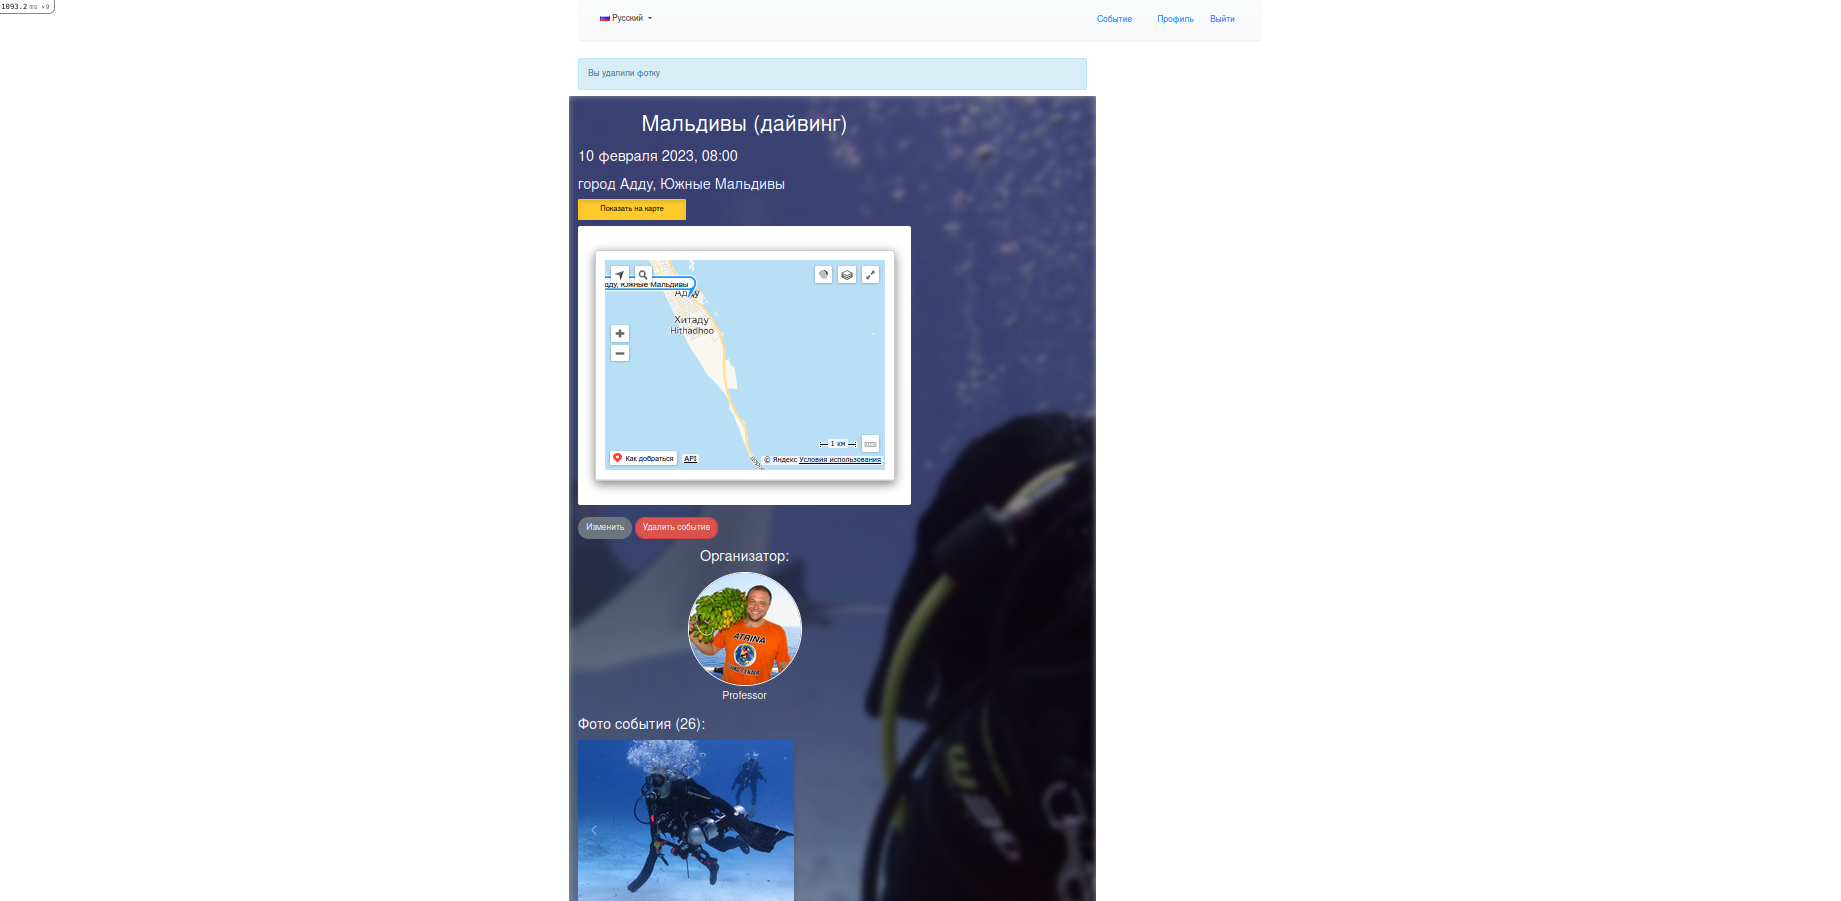 1093.2 ms ×9
Русский
Событие Профиль Выйти
Вы удалили фотку
Мальдивы (дайвинг)
10 февраля 2023, 08:00
город Адду, Южные Мальдивы
Показать на карте
Южные Мальдивы
Адду
Хитаду
Hithadhoo
1 км
Как добраться API
© Яндекс Условия использования
Изменить Удалить событие
Организатор:
ATRINA
CENTER
Professor
Фото события (26):